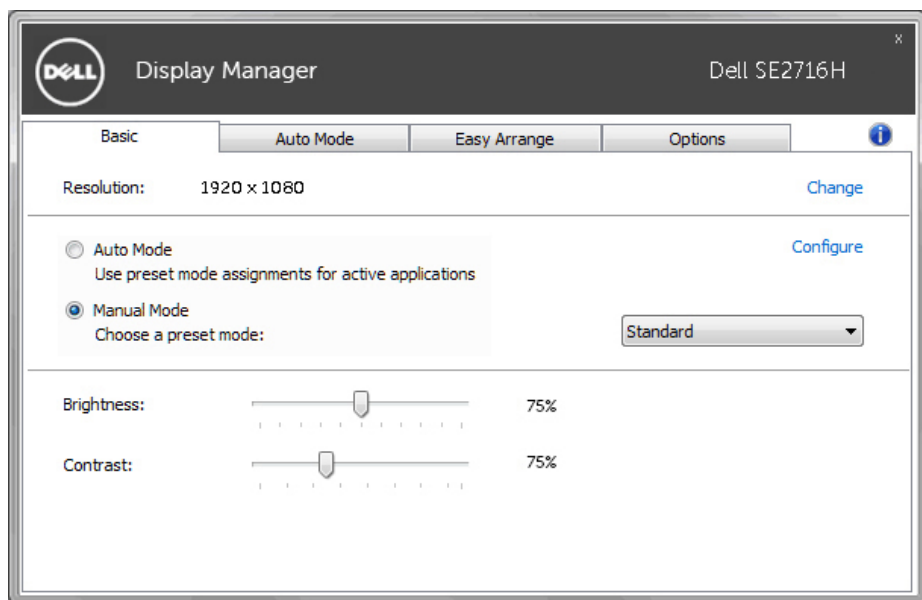 x
DELL Display Manager Dell SE2716H
Basic Auto Mode Easy Arrange Options i
Resolution: 1920 x 1080 Change
Auto Mode Configure
Use preset mode assignments for active applications
Manual Mode
Choose a preset mode: Standard
Brightness: 75%
Contrast: 75%